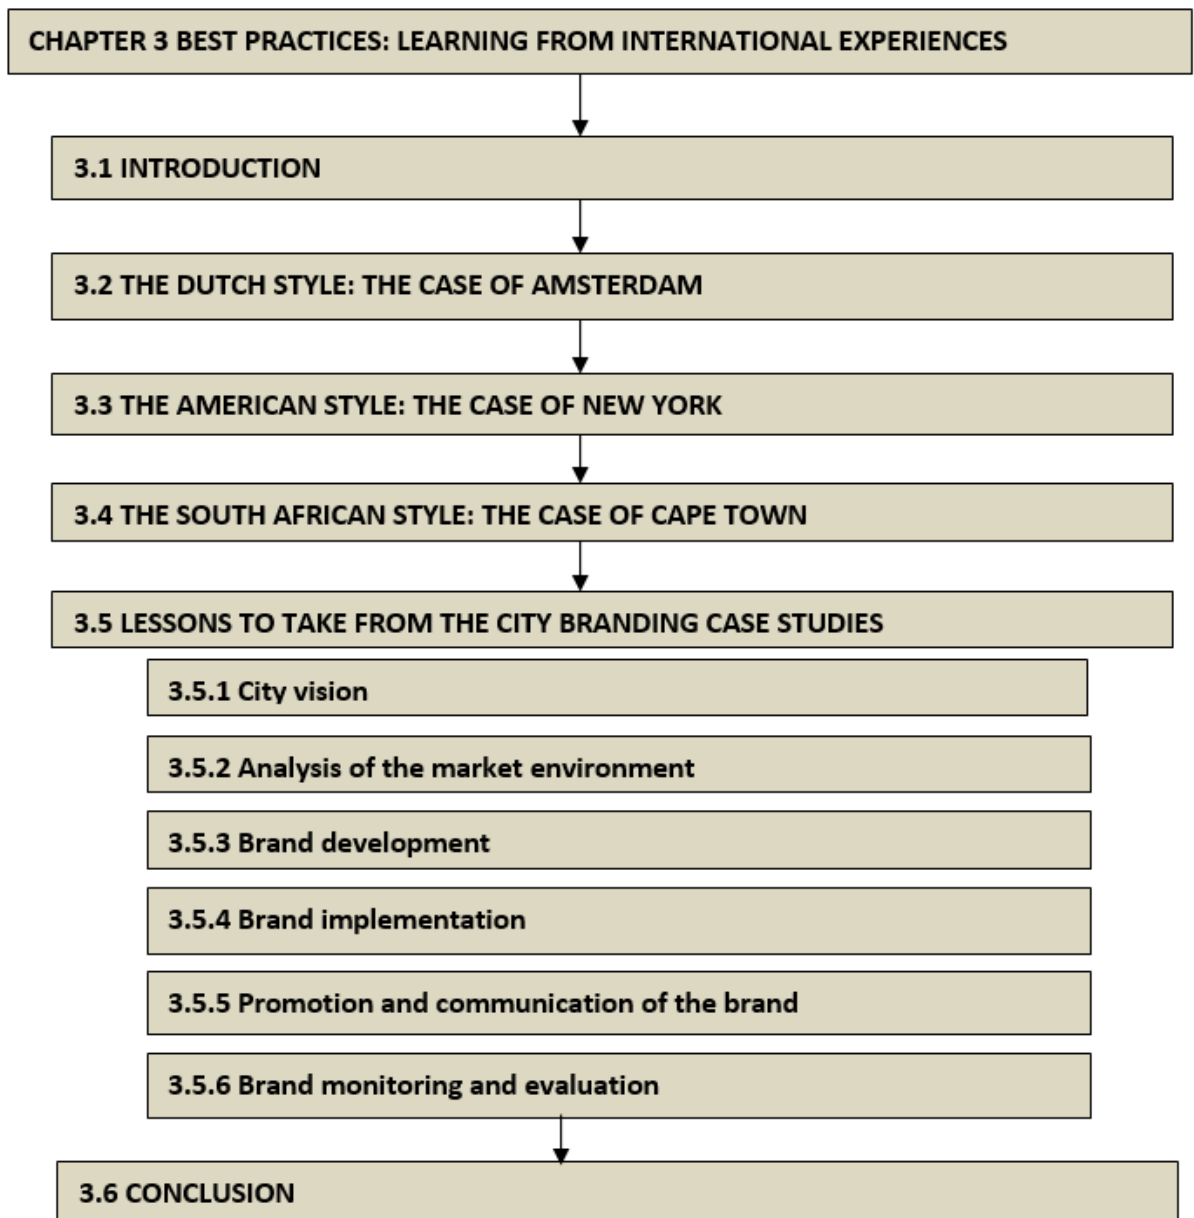 CHAPTER 3 BEST PRACTICES: LEARNING FROM INTERNATIONAL EXPERIENCES
3.1 INTRODUCTION
3.2 THE DUTCH STYLE: THE CASE OF AMSTERDAM
3.3 THE AMERICAN STYLE: THE CASE OF NEW YORK
3.4 THE SOUTH AFRICAN STYLE: THE CASE OF CAPE TOWN
3.5 LESSONS TO TAKE FROM THE CITY BRANDING CASE STUDIES
3.5.1 City vision
3.5.2 Analysis of the market environment
3.5.3 Brand development
3.5.4 Brand implementation
3.5.5 Promotion and communication of the brand
3.5.6 Brand monitoring and evaluation
3.6 CONCLUSION